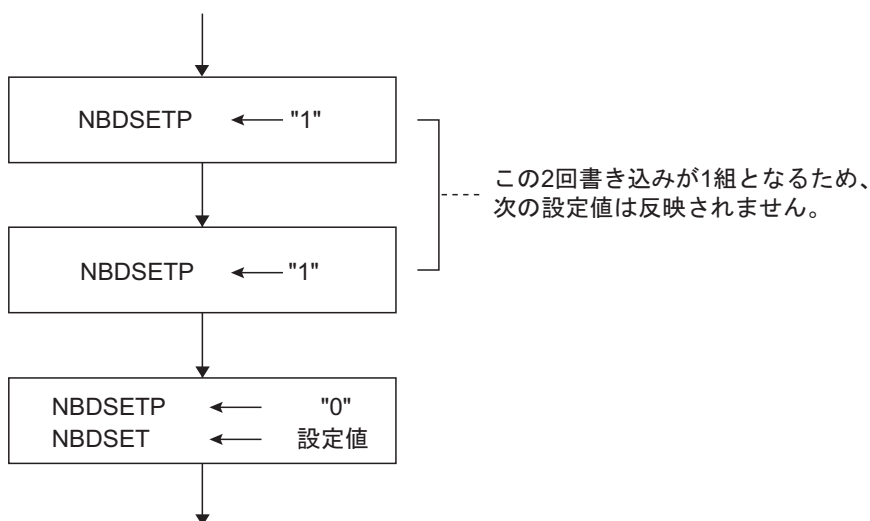 NBDSETP ← "1"
この2回書き込みが1組となるため、
次の設定値は反映されません。
NBDSETP ← "1"
NBDSETP ← "0"
NBDSET ← 設定値